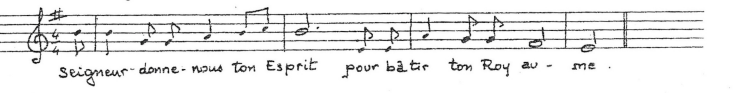 Seigneur-donne-nous ton Esprit pour bâtir ton Roy au - me.